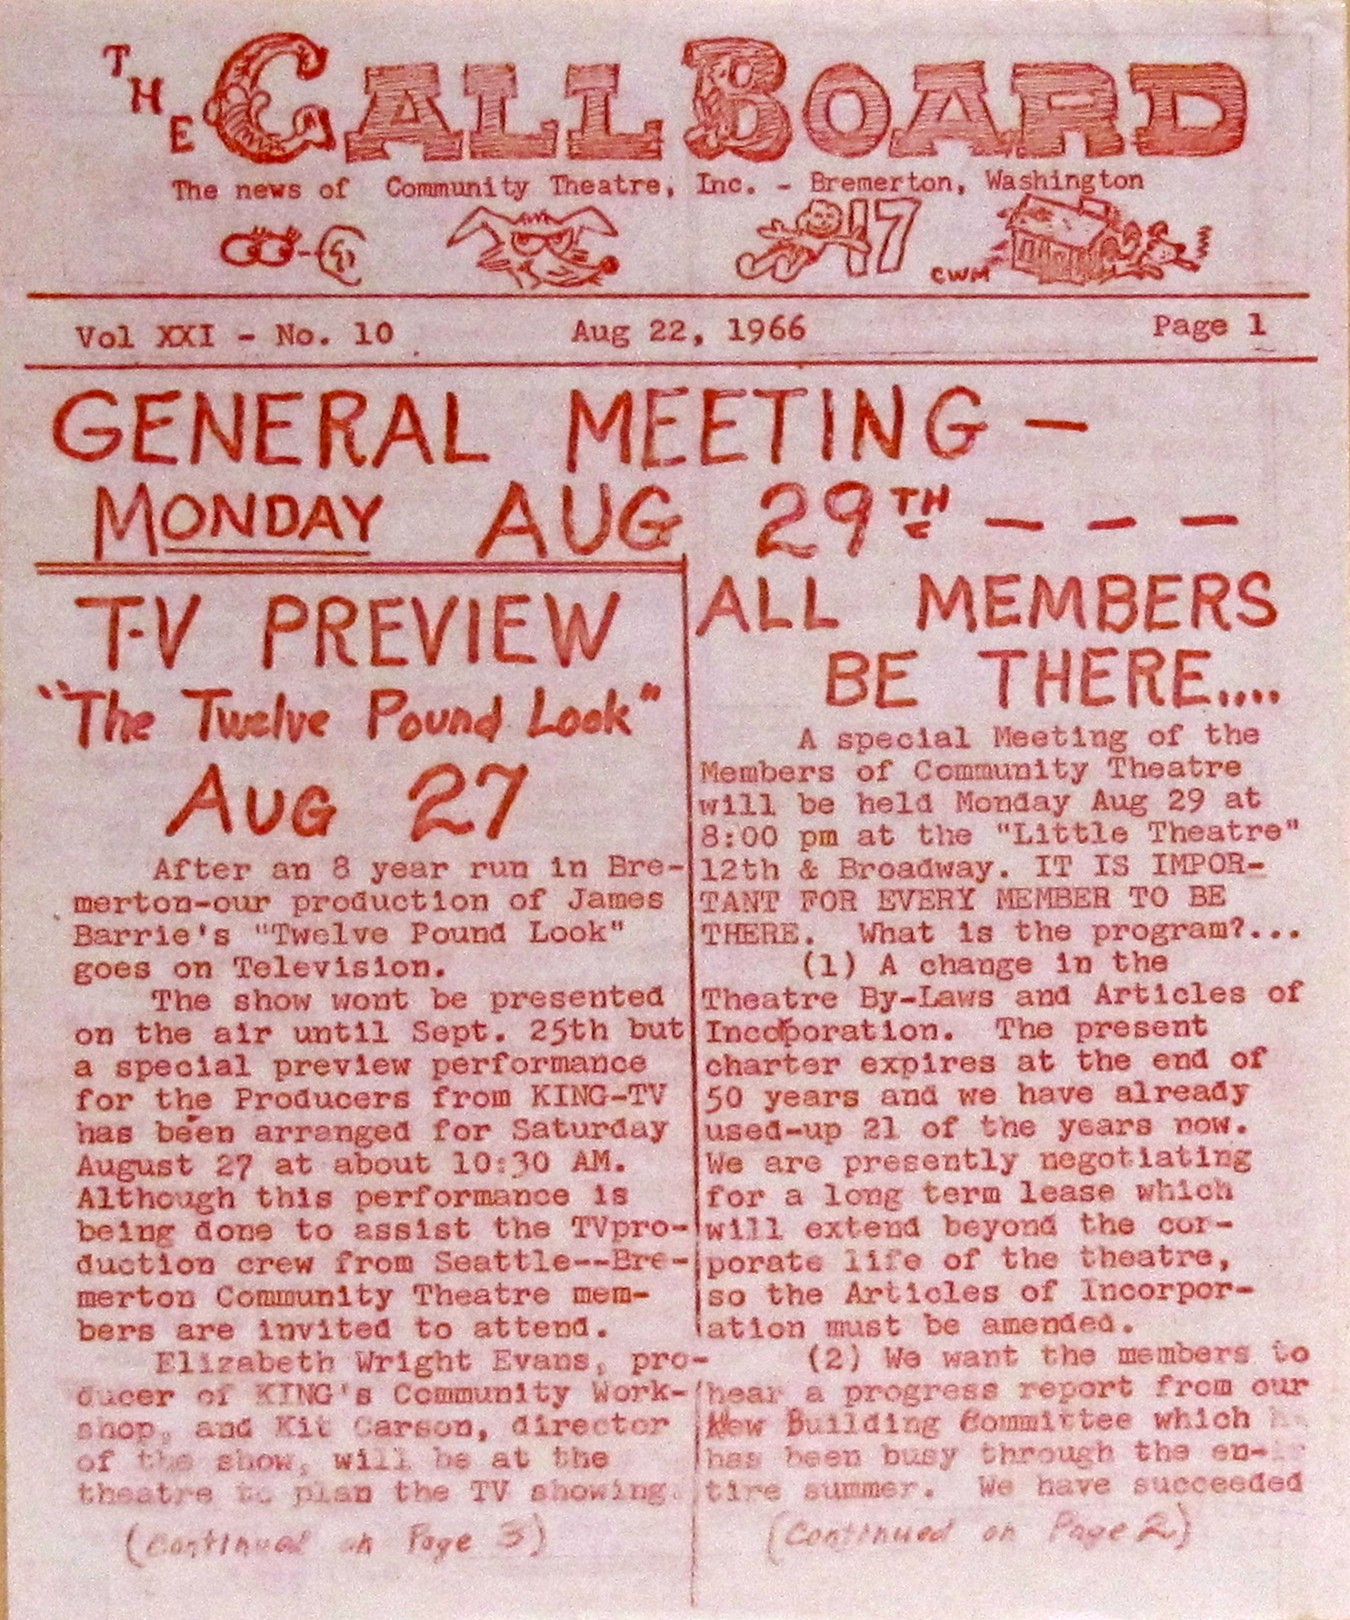 THE CALL BOARD
The news of Community Theatre, Inc. - Bremerton, Washington
17
CWM
Vol XXI - No. 10 Aug 22, 1966 Page 1
GENERAL MEETING -
MONDAY AUG 29TH - - -
T-V PREVIEW
"The Twelve Pound Look"
AUG 27
After an 8 year run in Bre-
merton-our production of James
Barrie's "Twelve Pound Look"
goes on Television.
The show wont be presented
on the air until Sept. 25th but
a special preview performance
for the Producers from KING-TV
has been arranged for Saturday
August 27 at about 10:30 AM.
Although this performance is
being done to assist the TVpro-
duction crew from Seattle--Bre-
merton Community Theatre mem-
bers are invited to attend.
Elizabeth Wright Evans, pro-
ducer of KING's Community Work-
shop, and Kit Carson, director
of the show, will be at the
theatre to plan the TV showing.
(Continued on Page 3)
ALL MEMBERS
BE THERE....
A special Meeting of the
Members of Community Theatre
will be held Monday Aug 29 at
8:00 pm at the "Little Theatre"
12th & Broadway. IT IS IMPOR-
TANT FOR EVERY MEMBER TO BE
THERE. What is the program?...
(1) A change in the
Theatre By-Laws and Articles of
Incorporation. The present
charter expires at the end of
50 years and we have already
used-up 21 of the years now.
We are presently negotiating
for a long term lease which
will extend beyond the cor-
porate life of the theatre,
so the Articles of Incorpor-
ation must be amended.
(2) We want the members to
hear a progress report from our
New Building Committee which
has been busy through the en-
tire summer. We have succeeded
(Continued on Page 2)